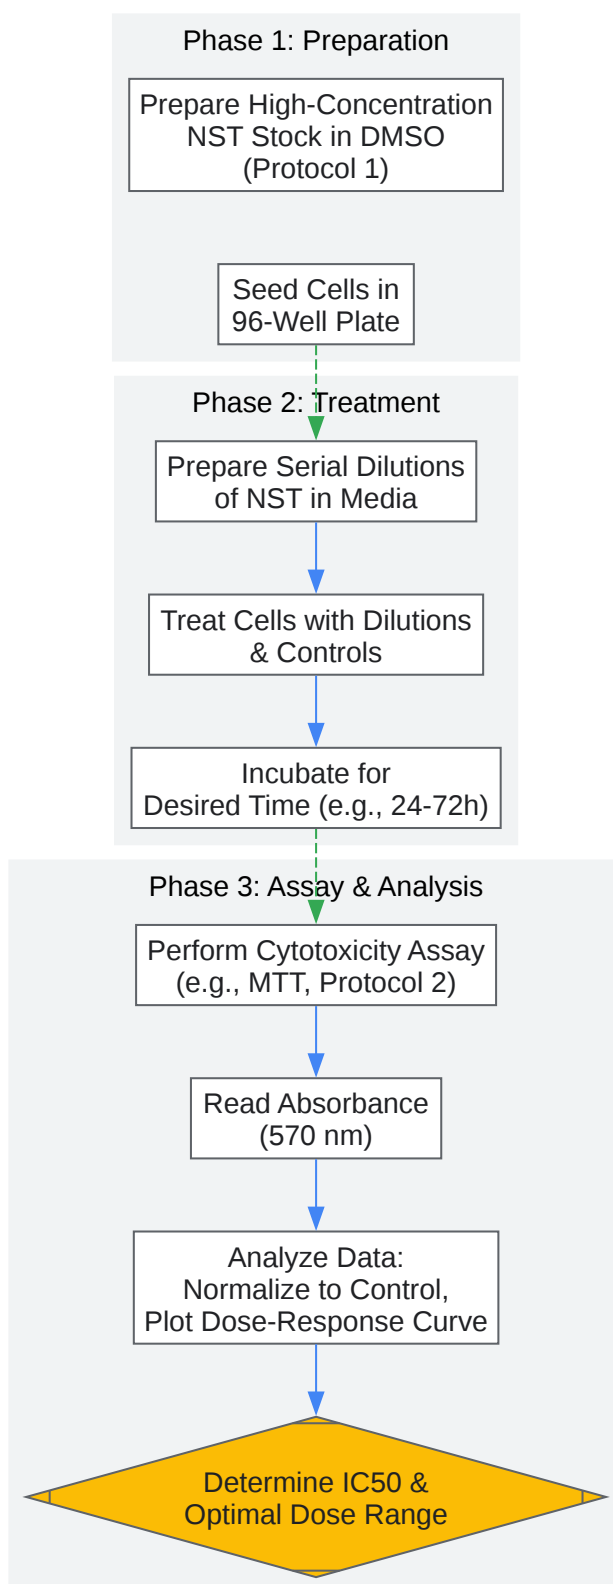 Phase 1: Preparation
Prepare High-Concentration
NST Stock in DMSO
(Protocol 1)
Seed Cells in
96-Well Plate
Phase 2: Treatment
Prepare Serial Dilutions
of NST in Media
Treat Cells with Dilutions
& Controls
Incubate for
Desired Time (e.g., 24-72h)
Phase 3: Assay & Analysis
Perform Cytotoxicity Assay
(e.g., MTT, Protocol 2)
Read Absorbance
(570 nm)
Analyze Data:
Normalize to Control,
Plot Dose-Response Curve
Determine IC50 &
Optimal Dose Range